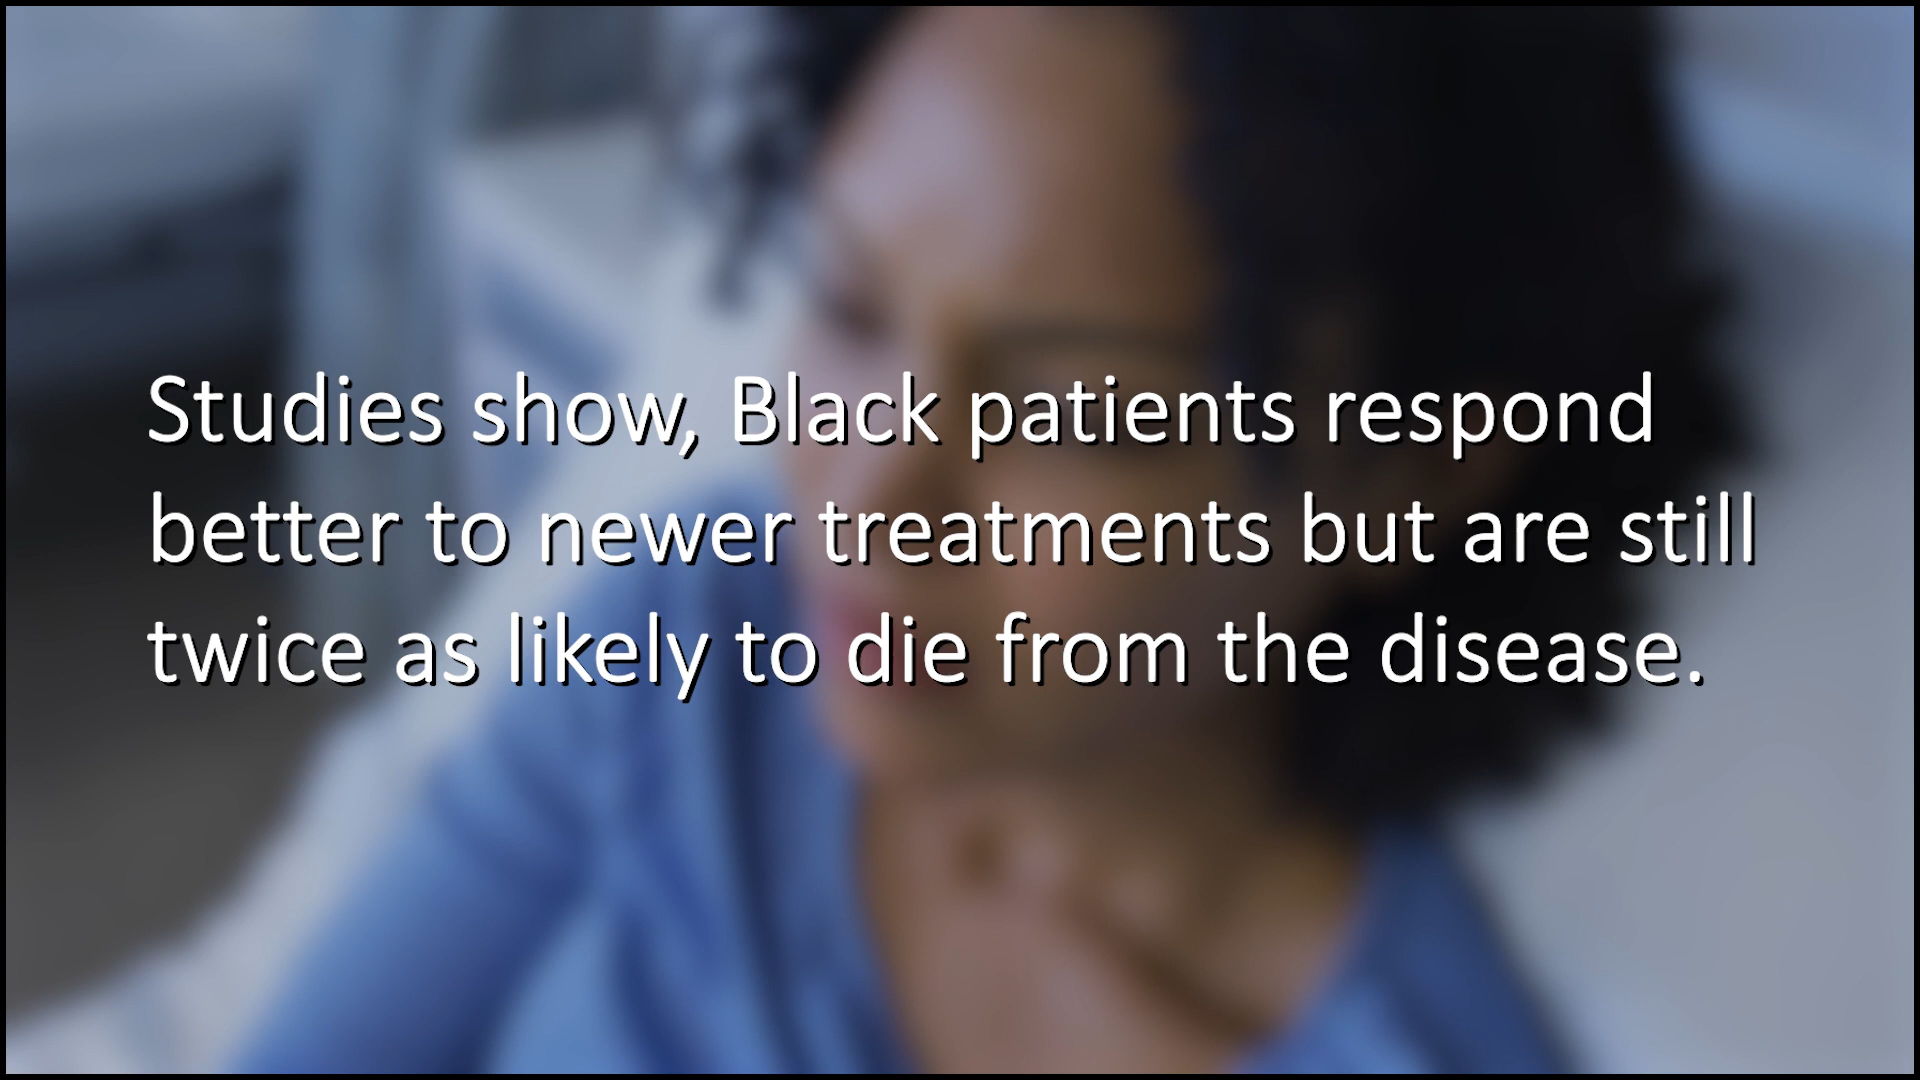 Studies show, Black patients respond
better to newer treatments but are still
twice as likely to die from the disease.